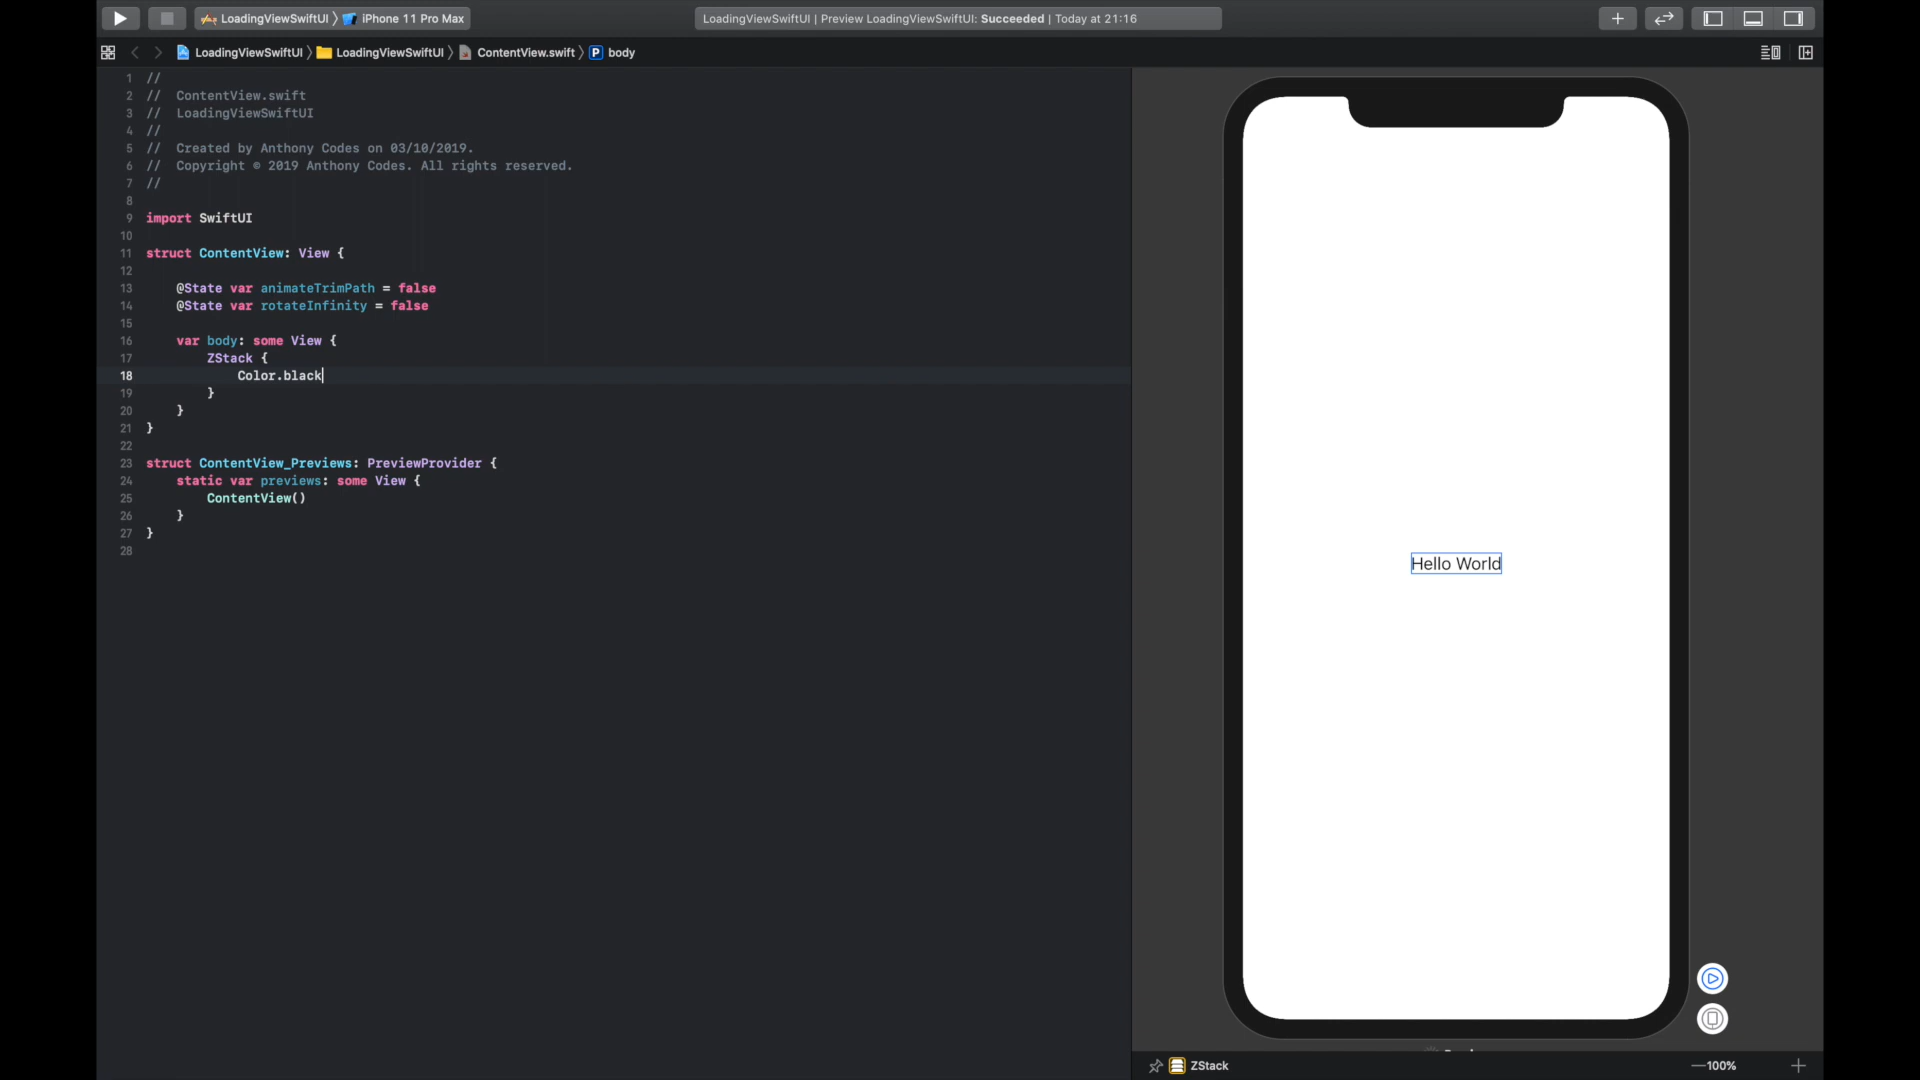 LoadingViewSwiftUI 〉 iPhone 11 Pro Max
LoadingViewSwiftUI | Preview LoadingViewSwiftUI: Succeeded | Today at 21:16
LoadingViewSwiftUI 〉 LoadingViewSwiftUI 〉 ContentView.swift 〉 P body
1 //
2 //  ContentView.swift
3 //  LoadingViewSwiftUI
4 //
5 //  Created by Anthony Codes on 03/10/2019.
6 //  Copyright © 2019 Anthony Codes. All rights reserved.
7 //
8
9 import SwiftUI
10
11 struct ContentView: View {
12
13     @State var animateTrimPath = false
14     @State var rotateInfinity = false
15
16     var body: some View {
17         ZStack {
18             Color.black
19         }
20     }
21 }
22
23 struct ContentView_Previews: PreviewProvider {
24     static var previews: some View {
25         ContentView()
26     }
27 }
28
Hello World
ZStack
— 100% +